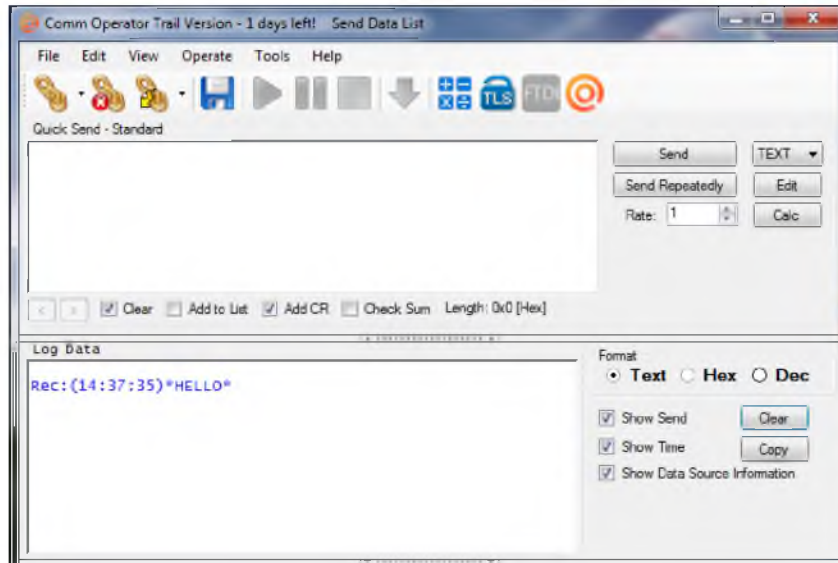 Comm Operator Trail Version - 1 days left! Send Data List
File Edit View Operate Tools Help
TLS FTDI
Quick Send - Standard
Send TEXT
Send Repeatedly Edit
Rate: 1 Calc
< > Clear Add to List Add CR Check Sum Length: 0x0 [Hex]
Log Data
Format
Text Hex Dec
Rec:(14:37:35)*HELLO*
Show Send Clear
Show Time Copy
Show Data Source Information